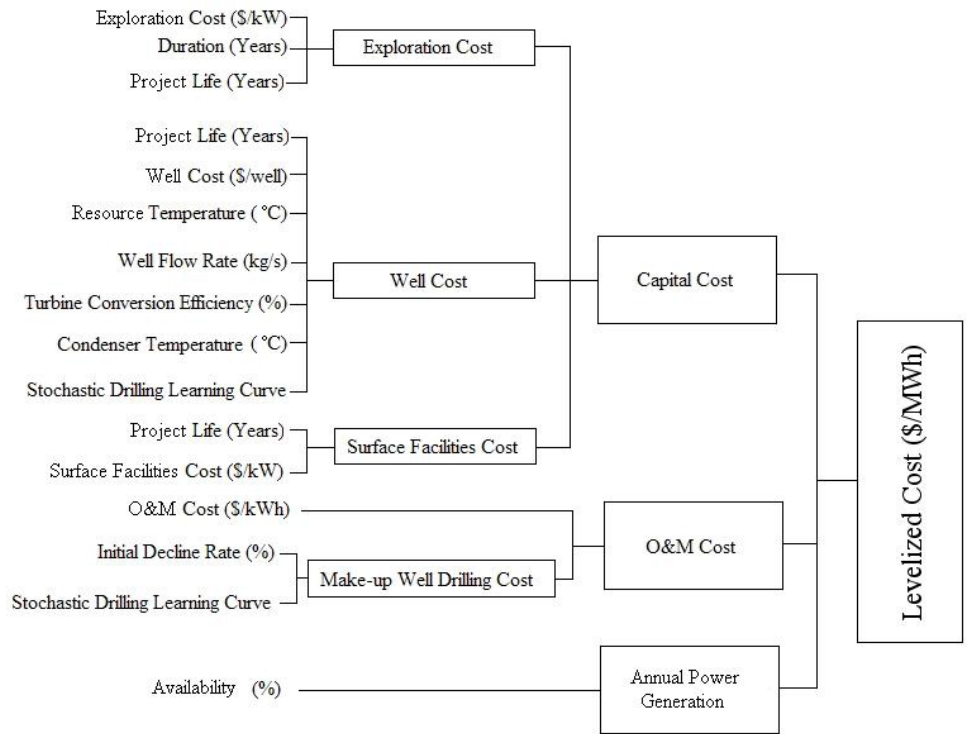 Exploration Cost ($/kW)
Duration (Years)
Project Life (Years)
Exploration Cost
Project Life (Years)
Well Cost ($/well)
Resource Temperature ( °C)
Well Flow Rate (kg/s)
Turbine Conversion Efficiency (%)
Condenser Temperature ( °C)
Stochastic Drilling Learning Curve
Well Cost
Project Life (Years)
Surface Facilities Cost ($/kW)
Surface Facilities Cost
Capital Cost
O&M Cost ($/kWh)
Initial Decline Rate (%)
Stochastic Drilling Learning Curve
Make-up Well Drilling Cost
O&M Cost
Availability (%)
Annual Power
Generation
Levelized Cost ($/MWh)